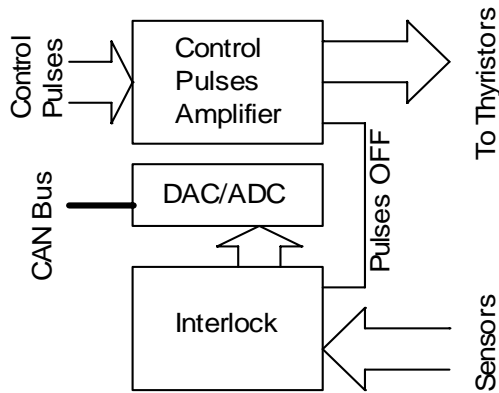 Control
Pulses
Control
Pulses
Amplifier
To Thyristors
CAN Bus
DAC/ADC
Pulses OFF
Interlock
Sensors